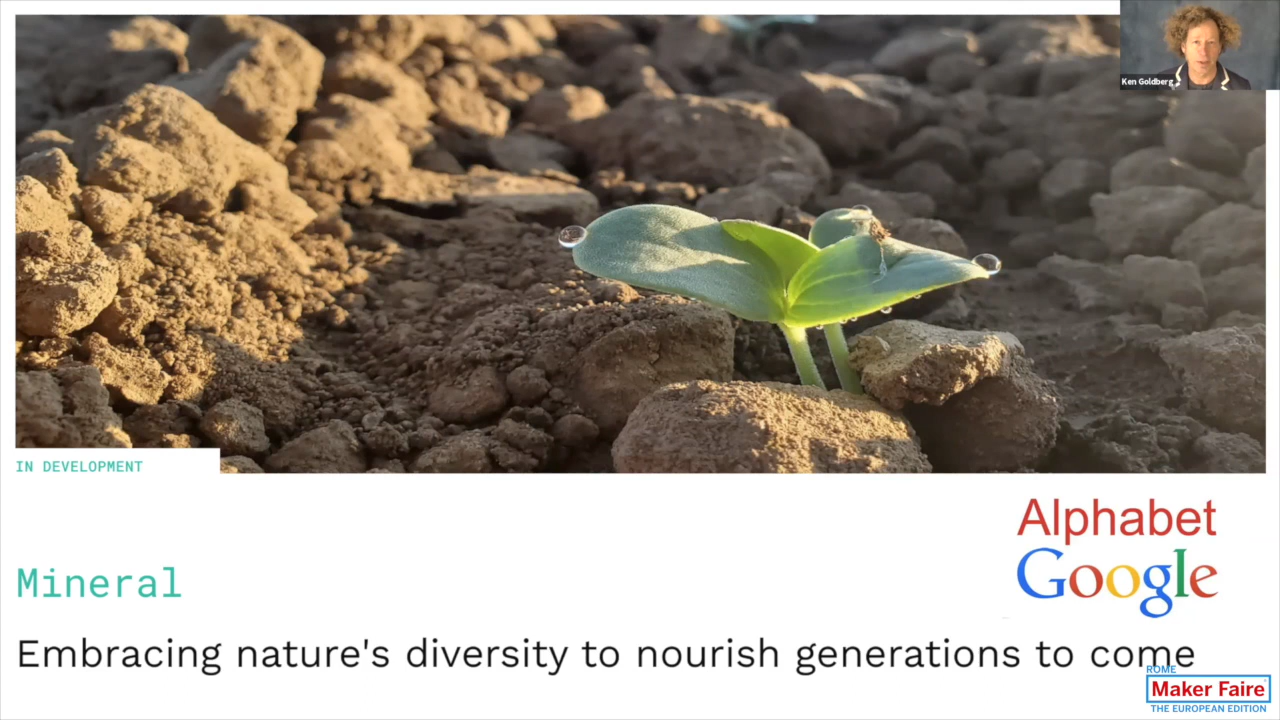 Ken Goldberg
IN DEVELOPMENT
Alphabet
Google
Mineral
Embracing nature's diversity to nourish generations to come
ROME
Maker Faire
THE EUROPEAN EDITION